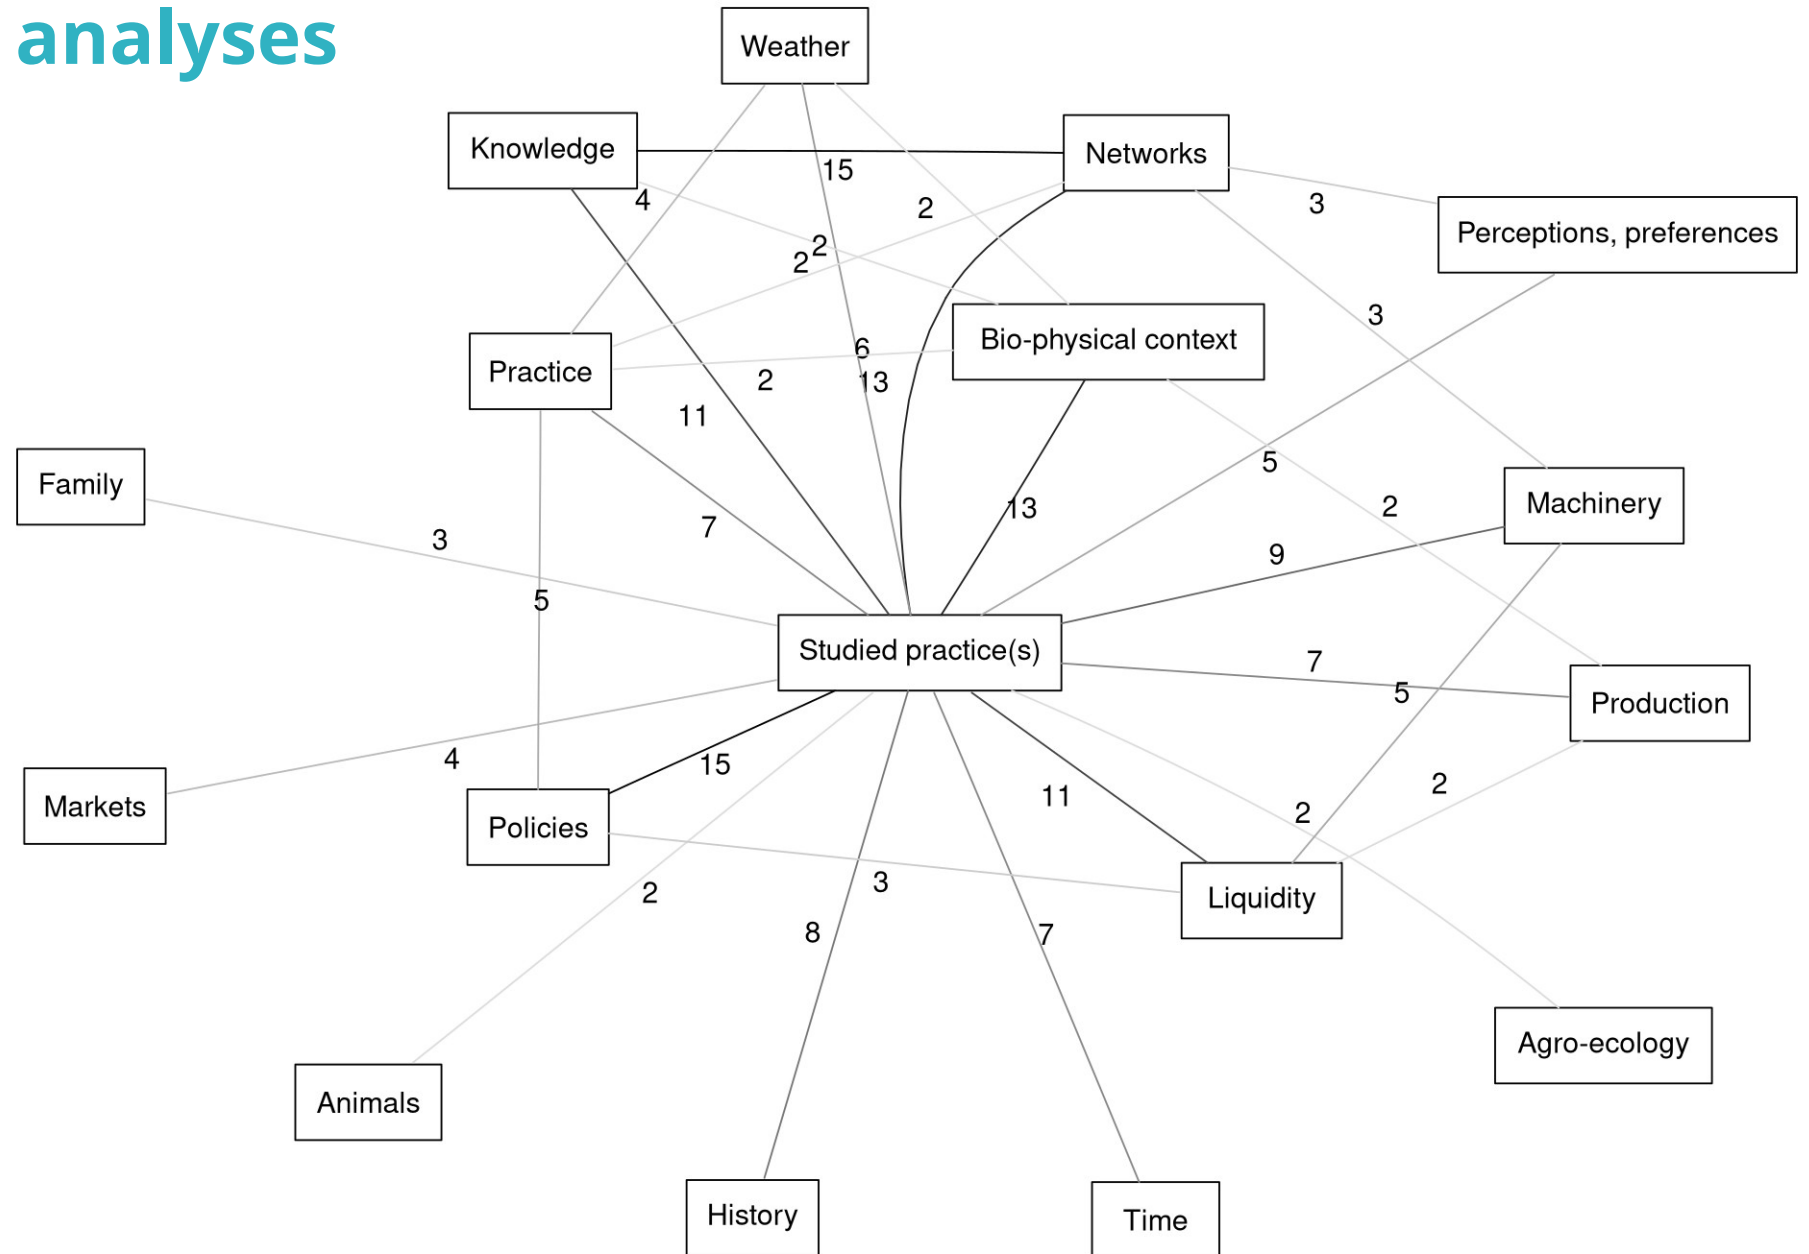 analyses
Weather
Knowledge
Networks
15
4
2
3
Perceptions, preferences
2
2
3
Bio-physical context
6
Practice
2
13
11
5
Family
2
Machinery
13
7
3
9
5
Studied practice(s)
7
5
Production
15
4
11
2
Markets
2
Policies
3
2
Liquidity
8
7
Agro-ecology
Animals
History
Time